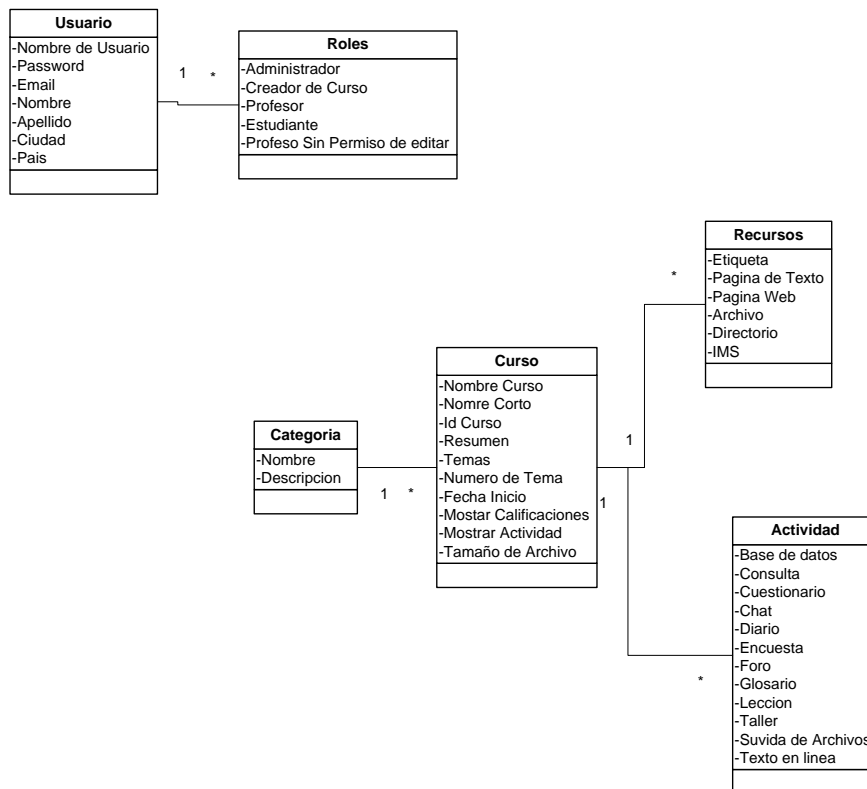 Usuario
-Nombre de Usuario
-Password
-Email
-Nombre
-Apellido
-Ciudad
-Pais
1
*
Roles
-Administrador
-Creador de Curso
-Profesor
-Estudiante
-Profeso Sin Permiso de editar
Recursos
-Etiqueta
-Pagina de Texto
-Pagina Web
-Archivo
-Directorio
-IMS
*
Curso
-Nombre Curso
-Nomre Corto
-Id Curso
-Resumen
-Temas
-Numero de Tema
-Fecha Inicio
-Mostar Calificaciones
-Mostrar Actividad
-Tamaño de Archivo
Categoria
-Nombre
-Descripcion
1
*
1
1
Actividad
-Base de datos
-Consulta
-Cuestionario
-Chat
-Diario
-Encuesta
-Foro
-Glosario
-Leccion
-Taller
-Suvida de Archivos
-Texto en linea
*